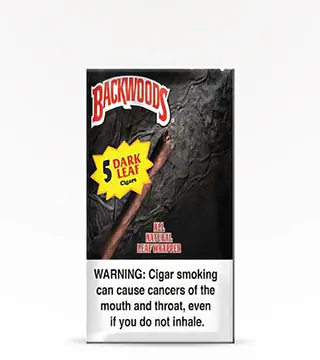 BACKWOODS
5 DARK
LEAF
Cigars
ALL
NATURAL
LEAF WRAPPER
WARNING: Cigar smoking
can cause cancers of the
mouth and throat, even
if you do not inhale.